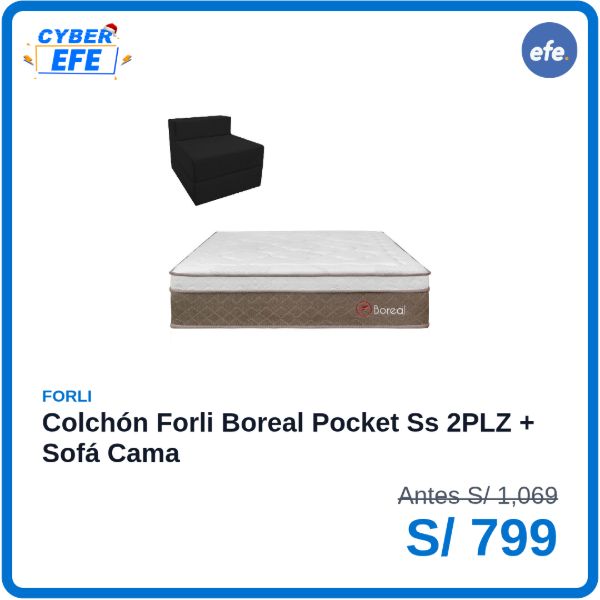 CYBER
EFE
efe.
Boreal
FORLI
Colchón Forli Boreal Pocket Ss 2PLZ +
Sofá Cama
Antes S/ 1,069
S/ 799